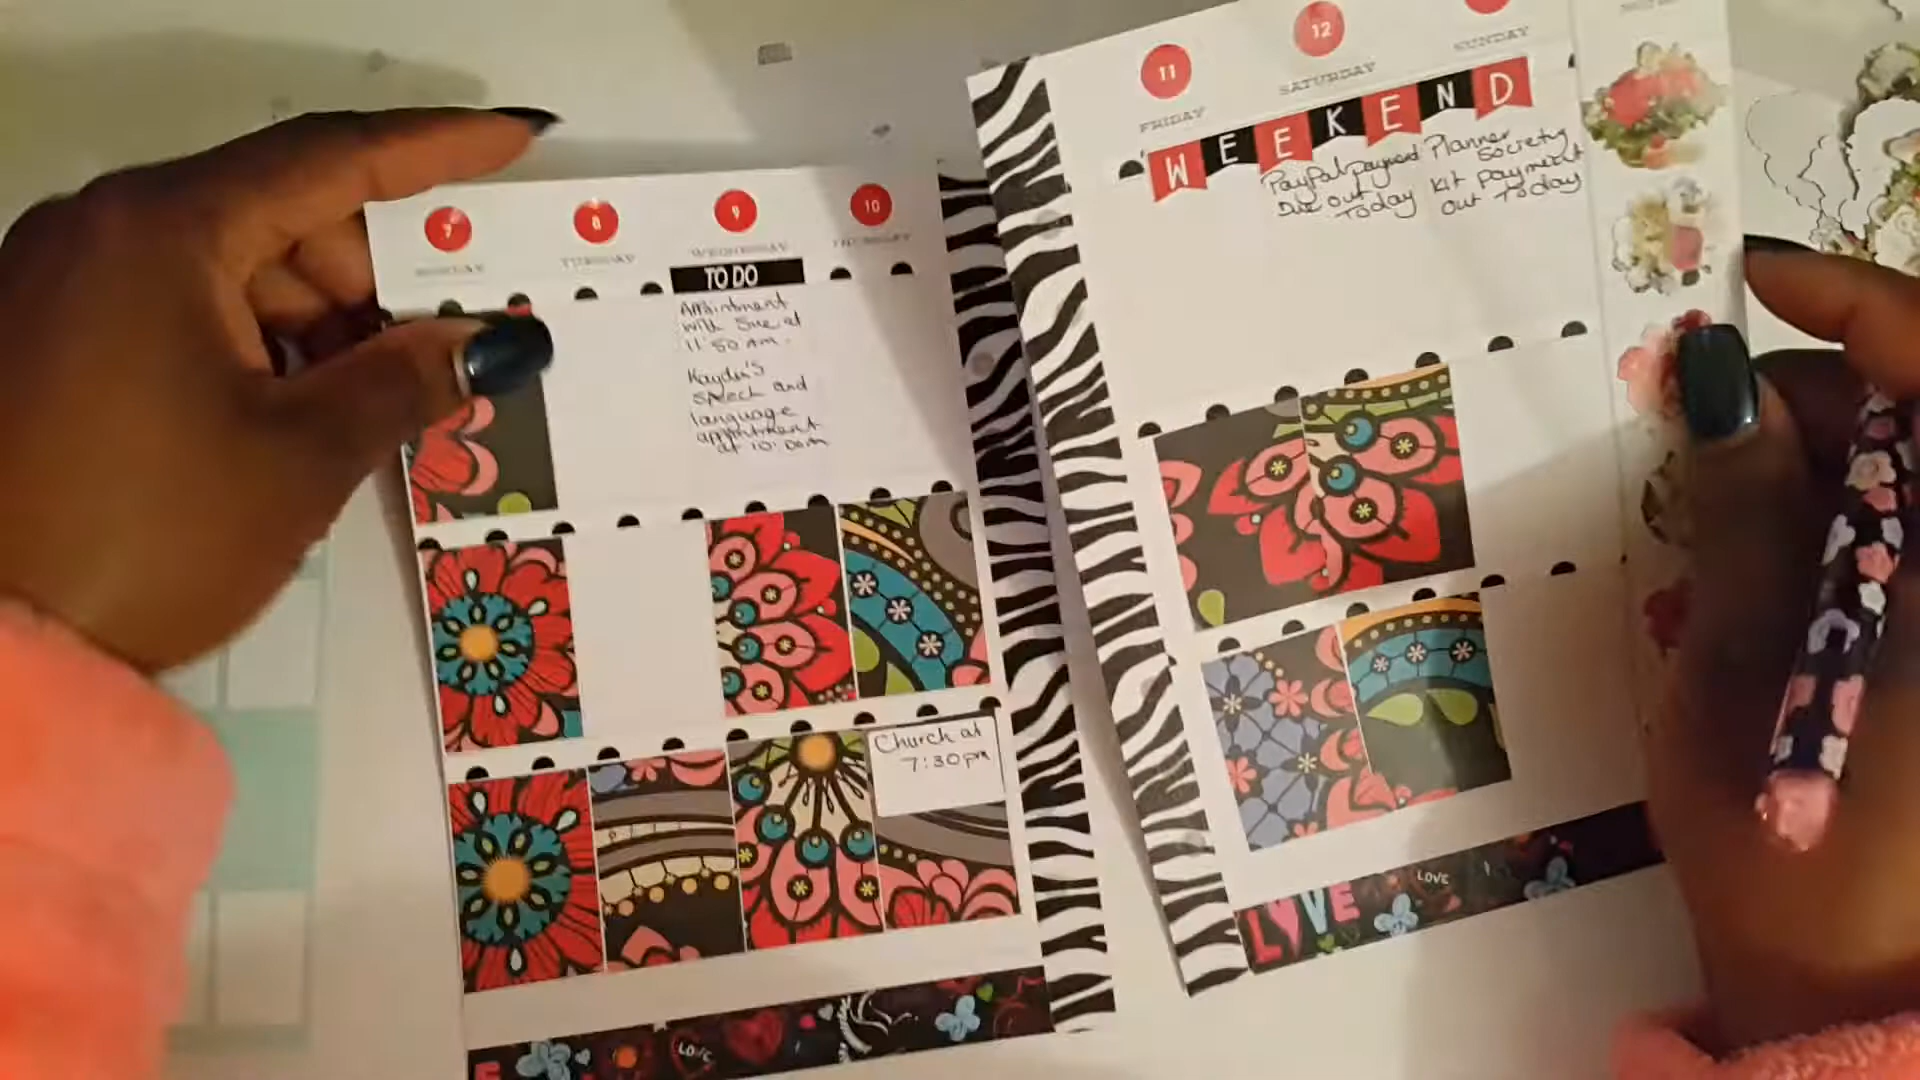 7
8
9
10
MONDAY
TUESDAY
WEDNESDAY
THURSDAY
TO DO
Appointment
with Sue at
11:50 Am.
Kaydin's
Speech and
language
appointment
at 10:00am
Church at
7:30pm
LOVE
11
12
FRIDAY
SATURDAY
SUNDAY
WEEKEND
PayPal payment
Due out
Today
Planner
Society
Kit payment
out Today
LOVE
LOVE